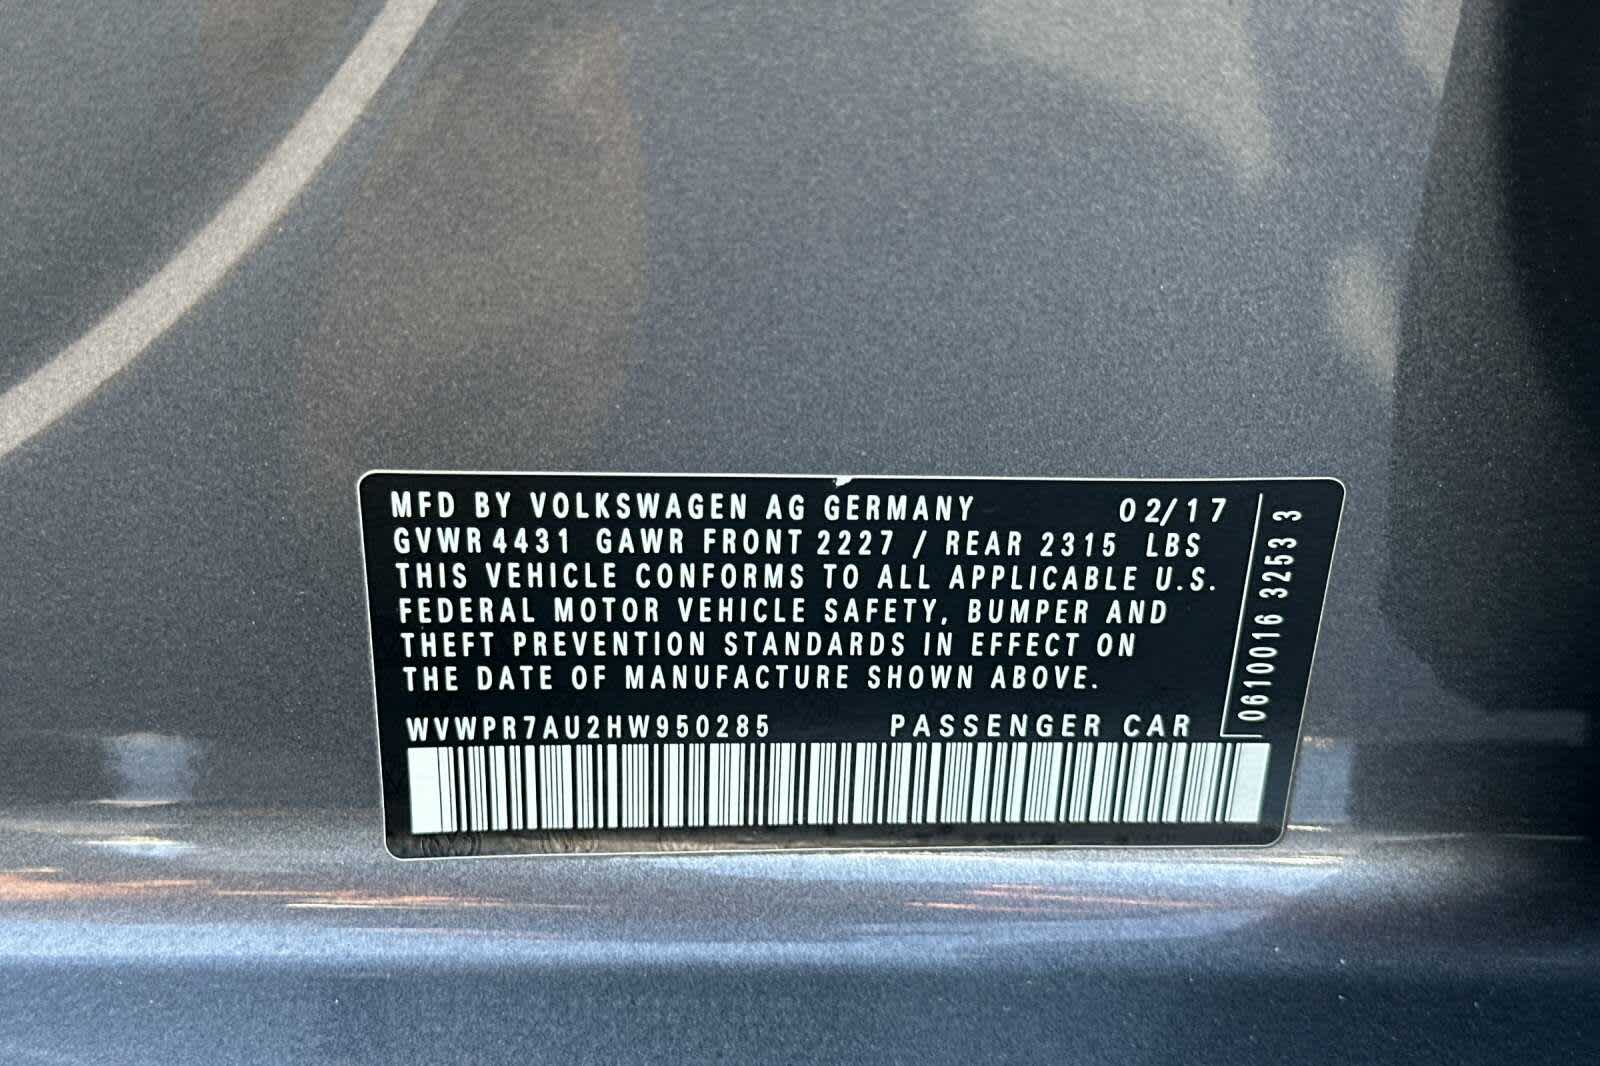 MFD BY VOLKSWAGEN AG GERMANY 02/17
GVWR 4431 GAWR FRONT 2227 / REAR 2315 LBS
THIS VEHICLE CONFORMS TO ALL APPLICABLE U.S.
FEDERAL MOTOR VEHICLE SAFETY, BUMPER AND
THEFT PREVENTION STANDARDS IN EFFECT ON
THE DATE OF MANUFACTURE SHOWN ABOVE.
WVWPR7AU2HW950285 PASSENGER CAR
0610016 3253 3